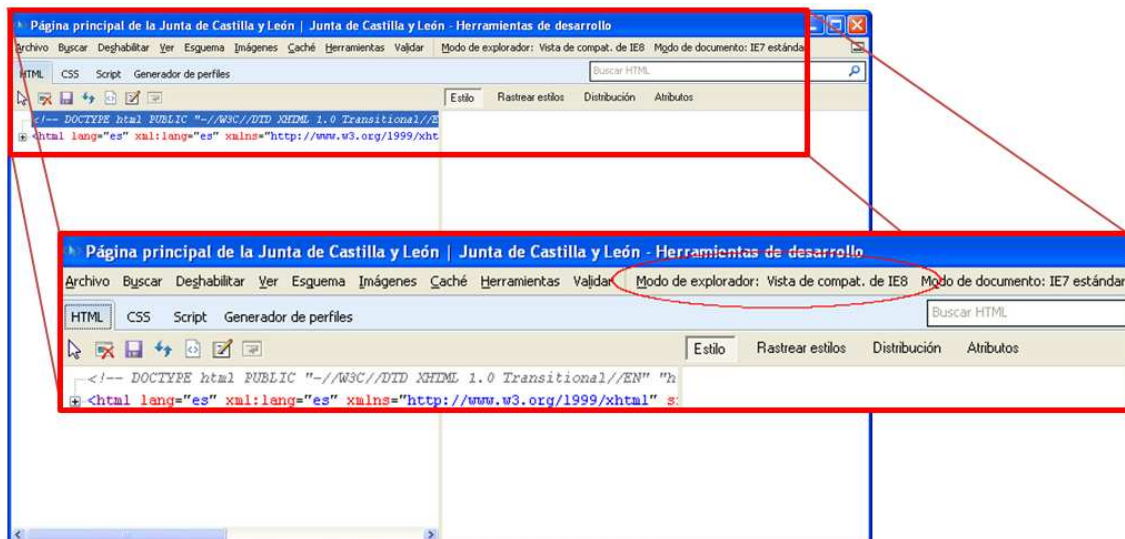 Página principal de la Junta de Castilla y León | Junta de Castilla y León - Herramientas de desarrollo
Archivo Buscar Deshabilitar Ver Esquema Imágenes Caché Herramientas Validar Modo de explorador: Vista de compat. de IE8 Modo de documento: IE7 estánda
HTML CSS Script Generador de perfiles Buscar HTML
Estilo Rastrear estilos Distribución Atributos
<!-- DOCTYPE html PUBLIC "-//W3C//DTD XHTML 1.0 Transitional//E
<html lang="es" xml:lang="es" xmlns="http://www.w3.org/1999/xht
Página principal de la Junta de Castilla y León | Junta de Castilla y León - Herramientas de desarrollo
Archivo Buscar Deshabilitar Ver Esquema Imágenes Caché Herramientas Validar Modo de explorador: Vista de compat. de IE8 Modo de documento: IE7 estándar
HTML CSS Script Generador de perfiles Buscar HTML
Estilo Rastrear estilos Distribución Atributos
<!-- DOCTYPE html PUBLIC "-//W3C//DTD XHTML 1.0 Transitional//EN" "h
<html lang="es" xml:lang="es" xmlns="http://www.w3.org/1999/xhtml" s